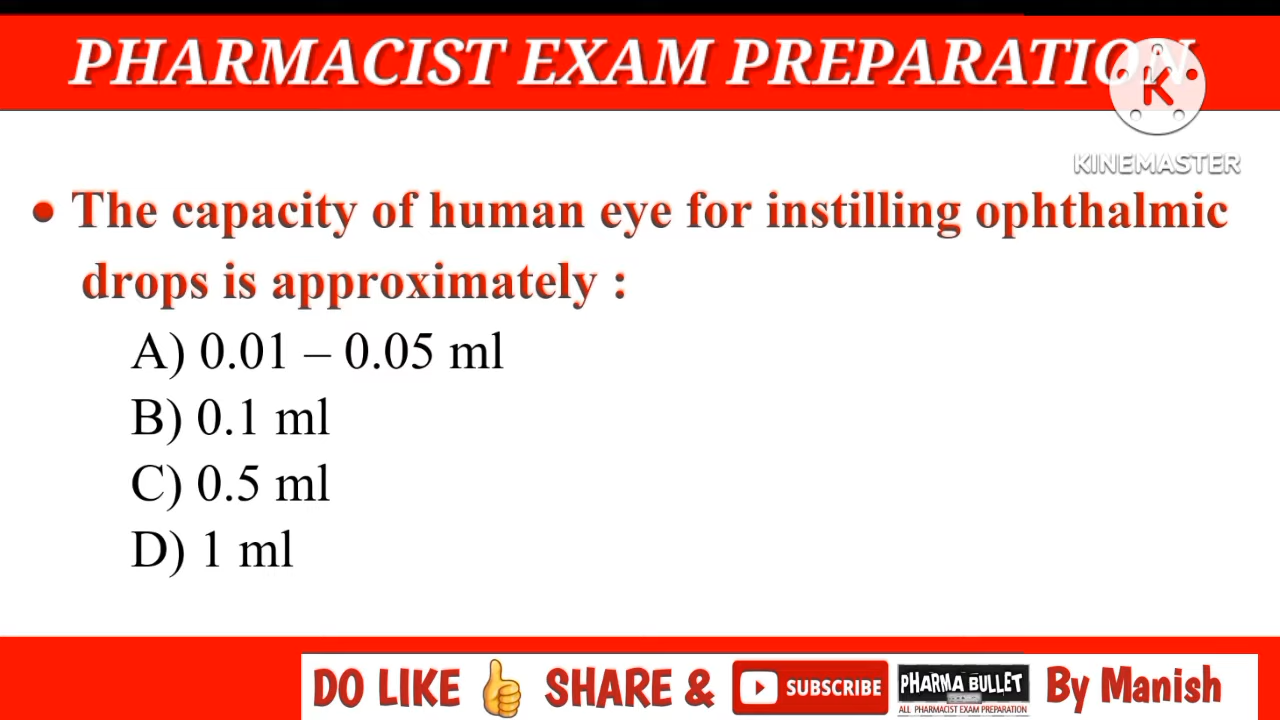 PHARMACIST EXAM PREPARATION
K
KINEMASTER
• The capacity of human eye for instilling ophthalmic
drops is approximately :
A) 0.01 – 0.05 ml
B) 0.1 ml
C) 0.5 ml
D) 1 ml
DO LIKE 👍 SHARE & SUBSCRIBE PHARMA BULLET By Manish
ALL PHARMACIST EXAM PREPARATION